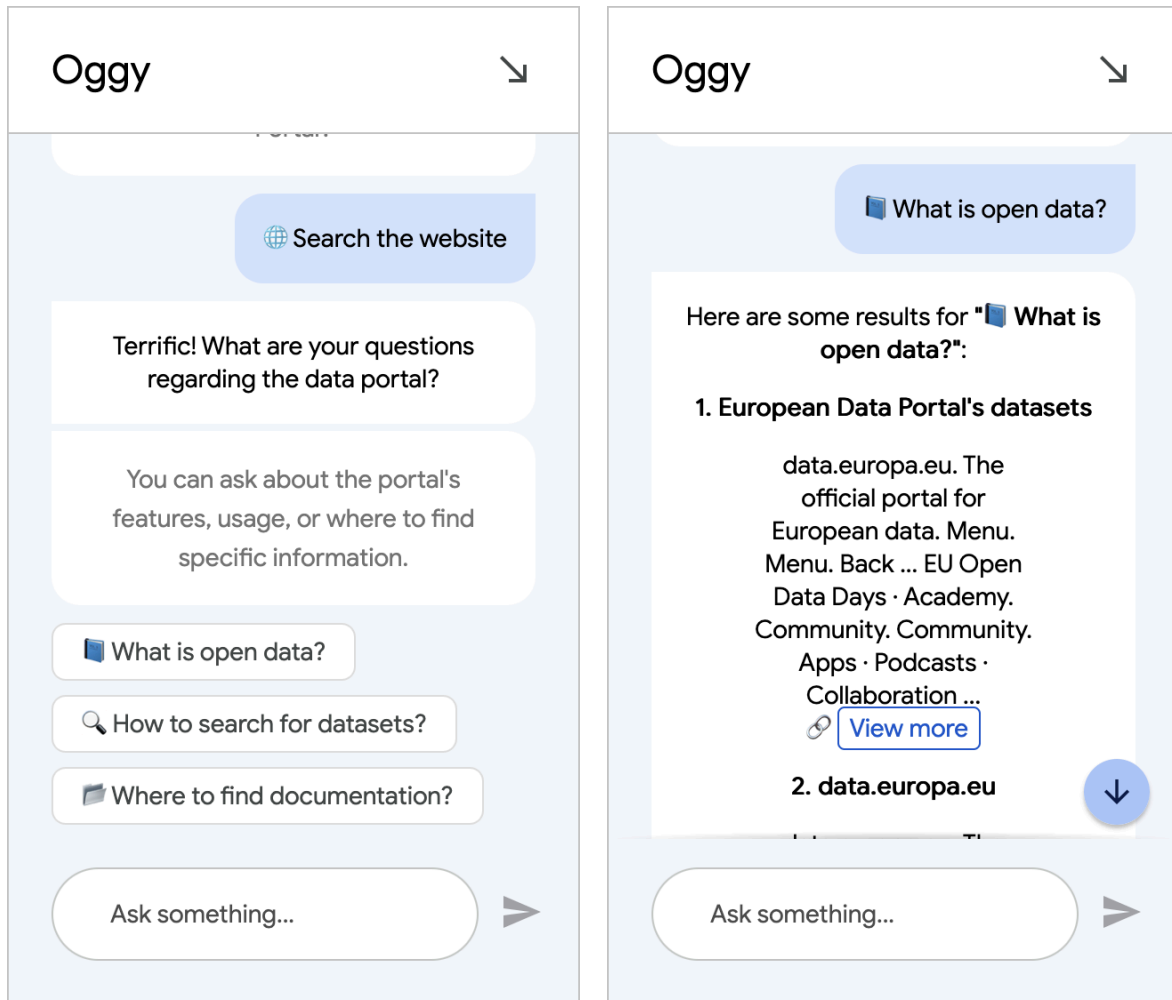 Oggy
Portal.
🌐 Search the website
Terrific! What are your questions
regarding the data portal?
You can ask about the portal's
features, usage, or where to find
specific information.
📘 What is open data?
🔍 How to search for datasets?
📂 Where to find documentation?
Ask something...
Oggy
📘 What is open data?
Here are some results for "📘 What is
open data?":
1. European Data Portal's datasets
data.europa.eu. The
official portal for
European data. Menu.
Menu. Back ... EU Open
Data Days · Academy.
Community. Community.
Apps · Podcasts ·
Collaboration ...
🔗 View more
2. data.europa.eu
Ask something...